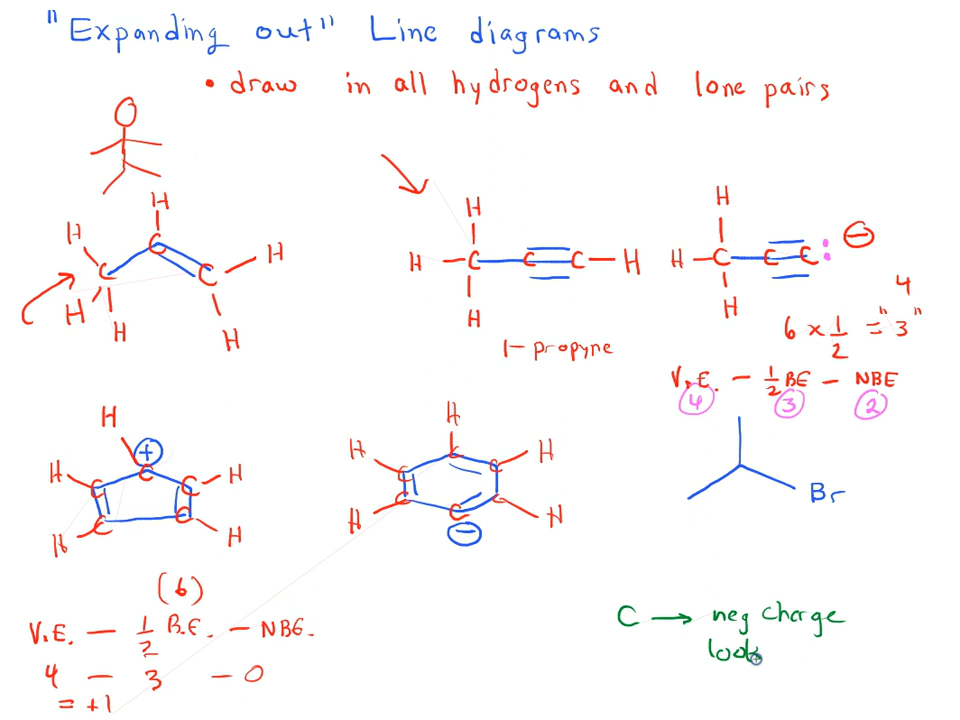 "Expanding out" Line diagrams
• draw in all hydrogens and lone pairs
H
H
C
C
C
H
H
H
H
H
H
H – C – C ≡ C – H
H
1-propyne
H
H – C – C ≡ C : ⊖
H
4
6 x 1/2 = "3"
V.E. – 1/2 BE – NBE
4 3 2
Br
H
+
H C C C H
H C C H
H
H C C C H
H C C C H
–
(6)
V.E. – 1/2 B.E. – NBE.
4 – 3 – 0
= +1
C → neg charge
look